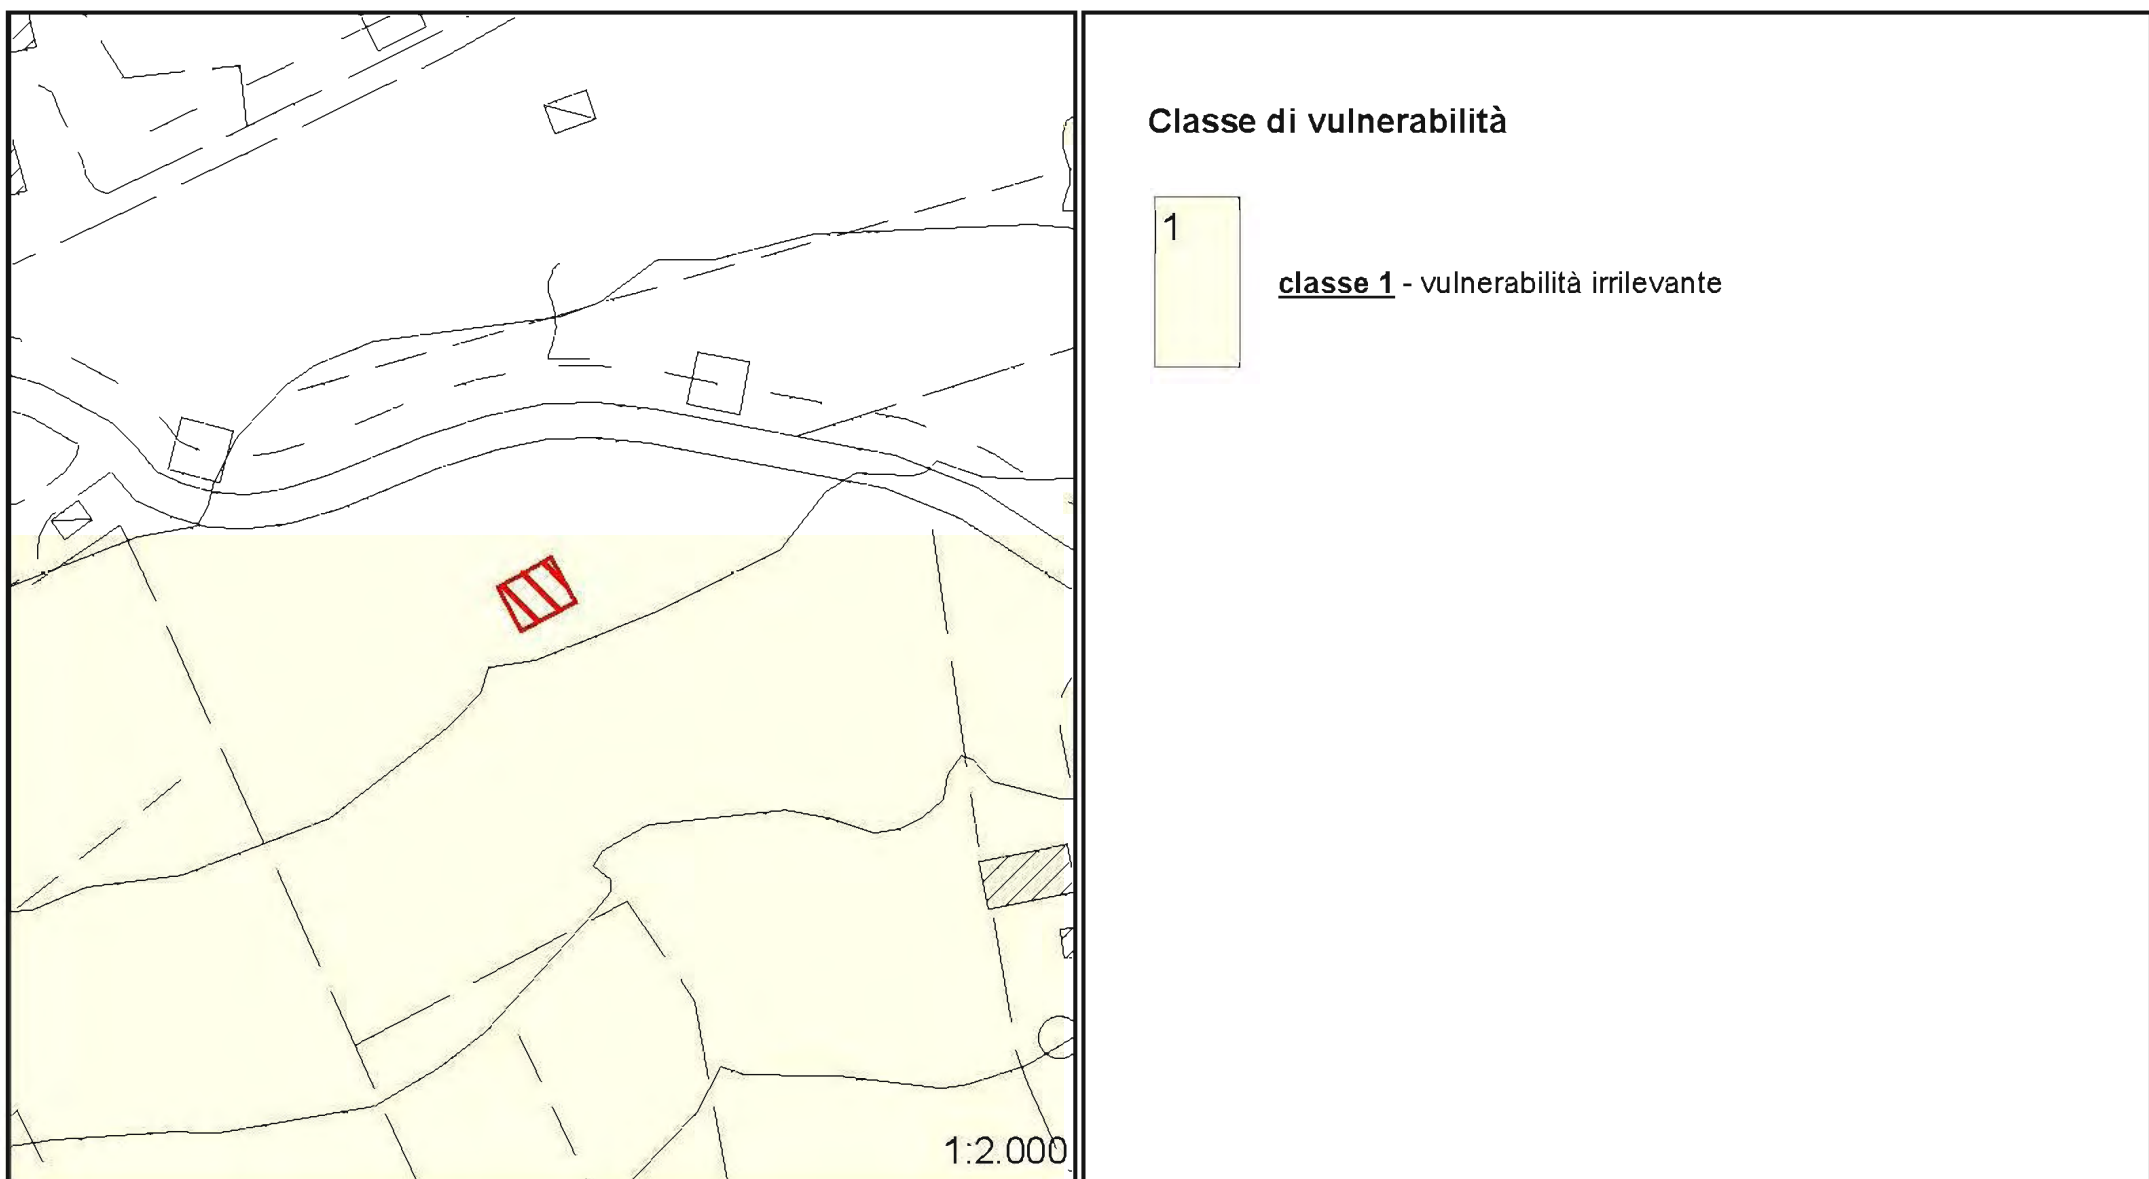 Classe di vulnerabilità
1
classe 1 - vulnerabilità irrilevante
1:2.000